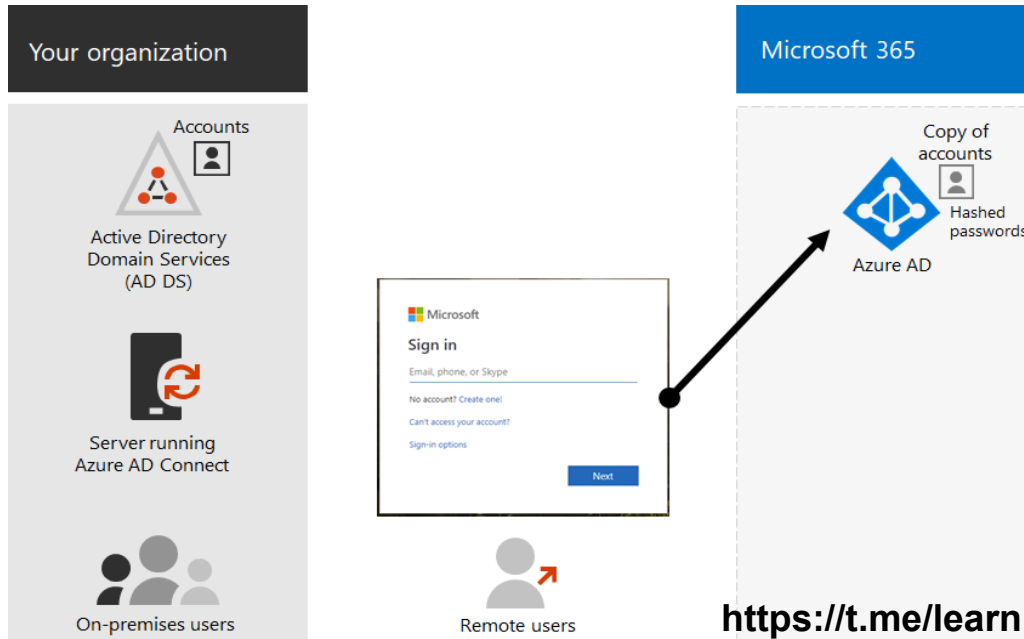 Your organization
Microsoft 365
Accounts
Active Directory
Domain Services
(AD DS)
Server running
Azure AD Connect
On-premises users
Microsoft
Sign in
Email, phone, or Skype
No account? Create one!
Can't access your account?
Sign-in options
Next
Remote users
Copy of
accounts
Hashed
passwords
Azure AD
https://t.me/learn